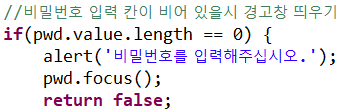 //비밀번호 입력 칸이 비어 있을시 경고창 띄우기
if(pwd.value.length == 0) {
    alert('비밀번호를 입력해주십시오.');
    pwd.focus();
    return false;